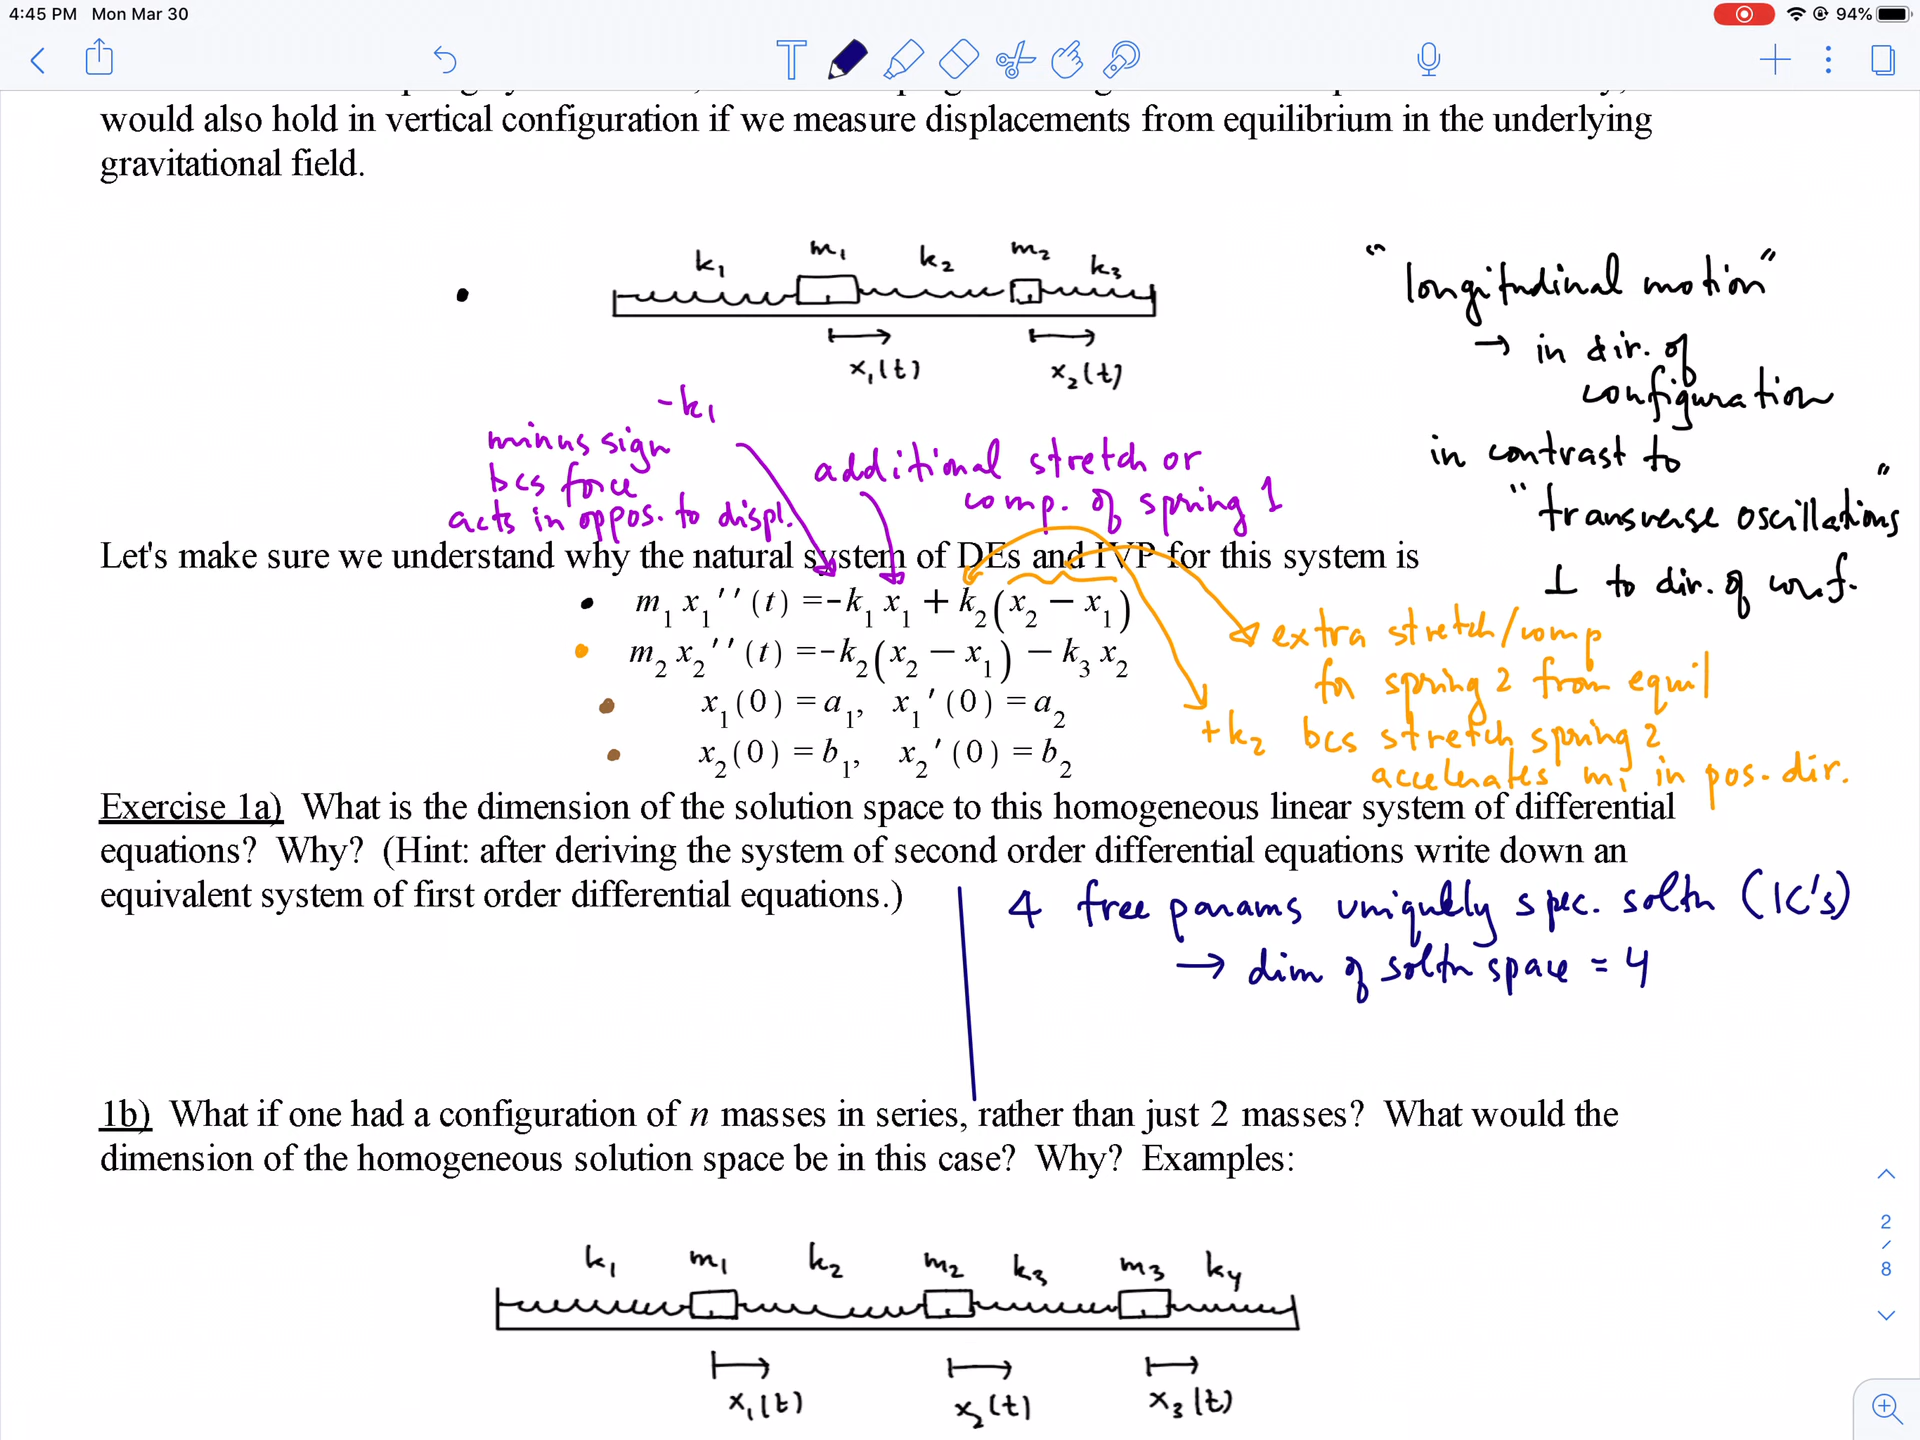 4:45 PM Mon Mar 30
94%
would also hold in vertical configuration if we measure displacements from equilibrium in the underlying
gravitational field.
k₁ m₁ k₂ m₂ k₃
x₁(t) x₂(t)
"longitudinal motion"
→ in dir. of
configuration
in contrast to
"transverse oscillations"
⊥ to dir. of conf.
-k₁
minus sign
bcs force
acts in oppos. to displ.
additional stretch or
comp. of spring 1
Let's make sure we understand why the natural system of DEs and IVP for this system is
• m₁ x₁''(t) =-k₁ x₁ + k₂(x₂ − x₁)
• m₂ x₂''(t) =-k₂(x₂ − x₁) − k₃ x₂
• x₁(0) = a₁, x₁'(0) = a₂
• x₂(0) = b₁, x₂'(0) = b₂
extra stretch/comp
for spring 2 from equil
+k₂ bcs stretch spring 2
accelerates m₁ in pos. dir.
Exercise 1a) What is the dimension of the solution space to this homogeneous linear system of differential
equations? Why? (Hint: after deriving the system of second order differential equations write down an
equivalent system of first order differential equations.)
4 free params uniquely spec. soltn (IC's)
→ dim of soltn space = 4
1b) What if one had a configuration of n masses in series, rather than just 2 masses? What would the
dimension of the homogeneous solution space be in this case? Why? Examples:
2
/
8
k₁ m₁ k₂ m₂ k₃ m₃ k₄
x₁(t) x₂(t) x₃(t)